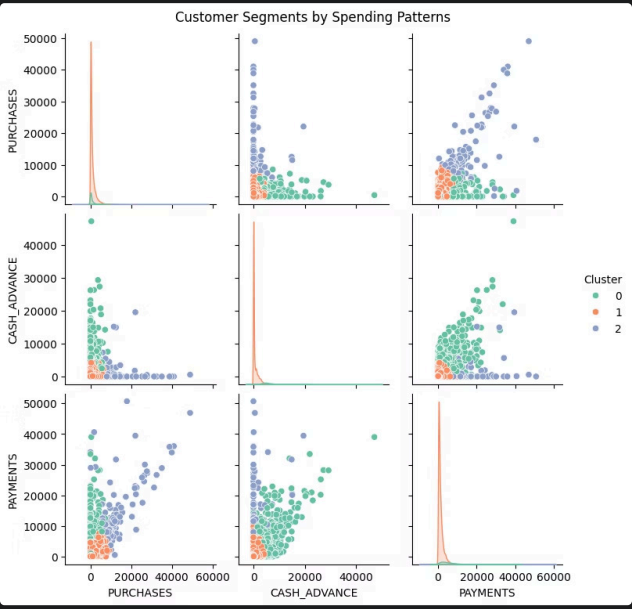 Customer Segments by Spending Patterns
50000
40000
30000
20000
10000
0
PURCHASES
40000
30000
20000
10000
0
CASH_ADVANCE
Cluster
0
1
2
50000
40000
30000
20000
10000
0
PAYMENTS
0 20000 40000 60000
0 20000 40000
0 20000 40000 60000
PURCHASES
CASH_ADVANCE
PAYMENTS